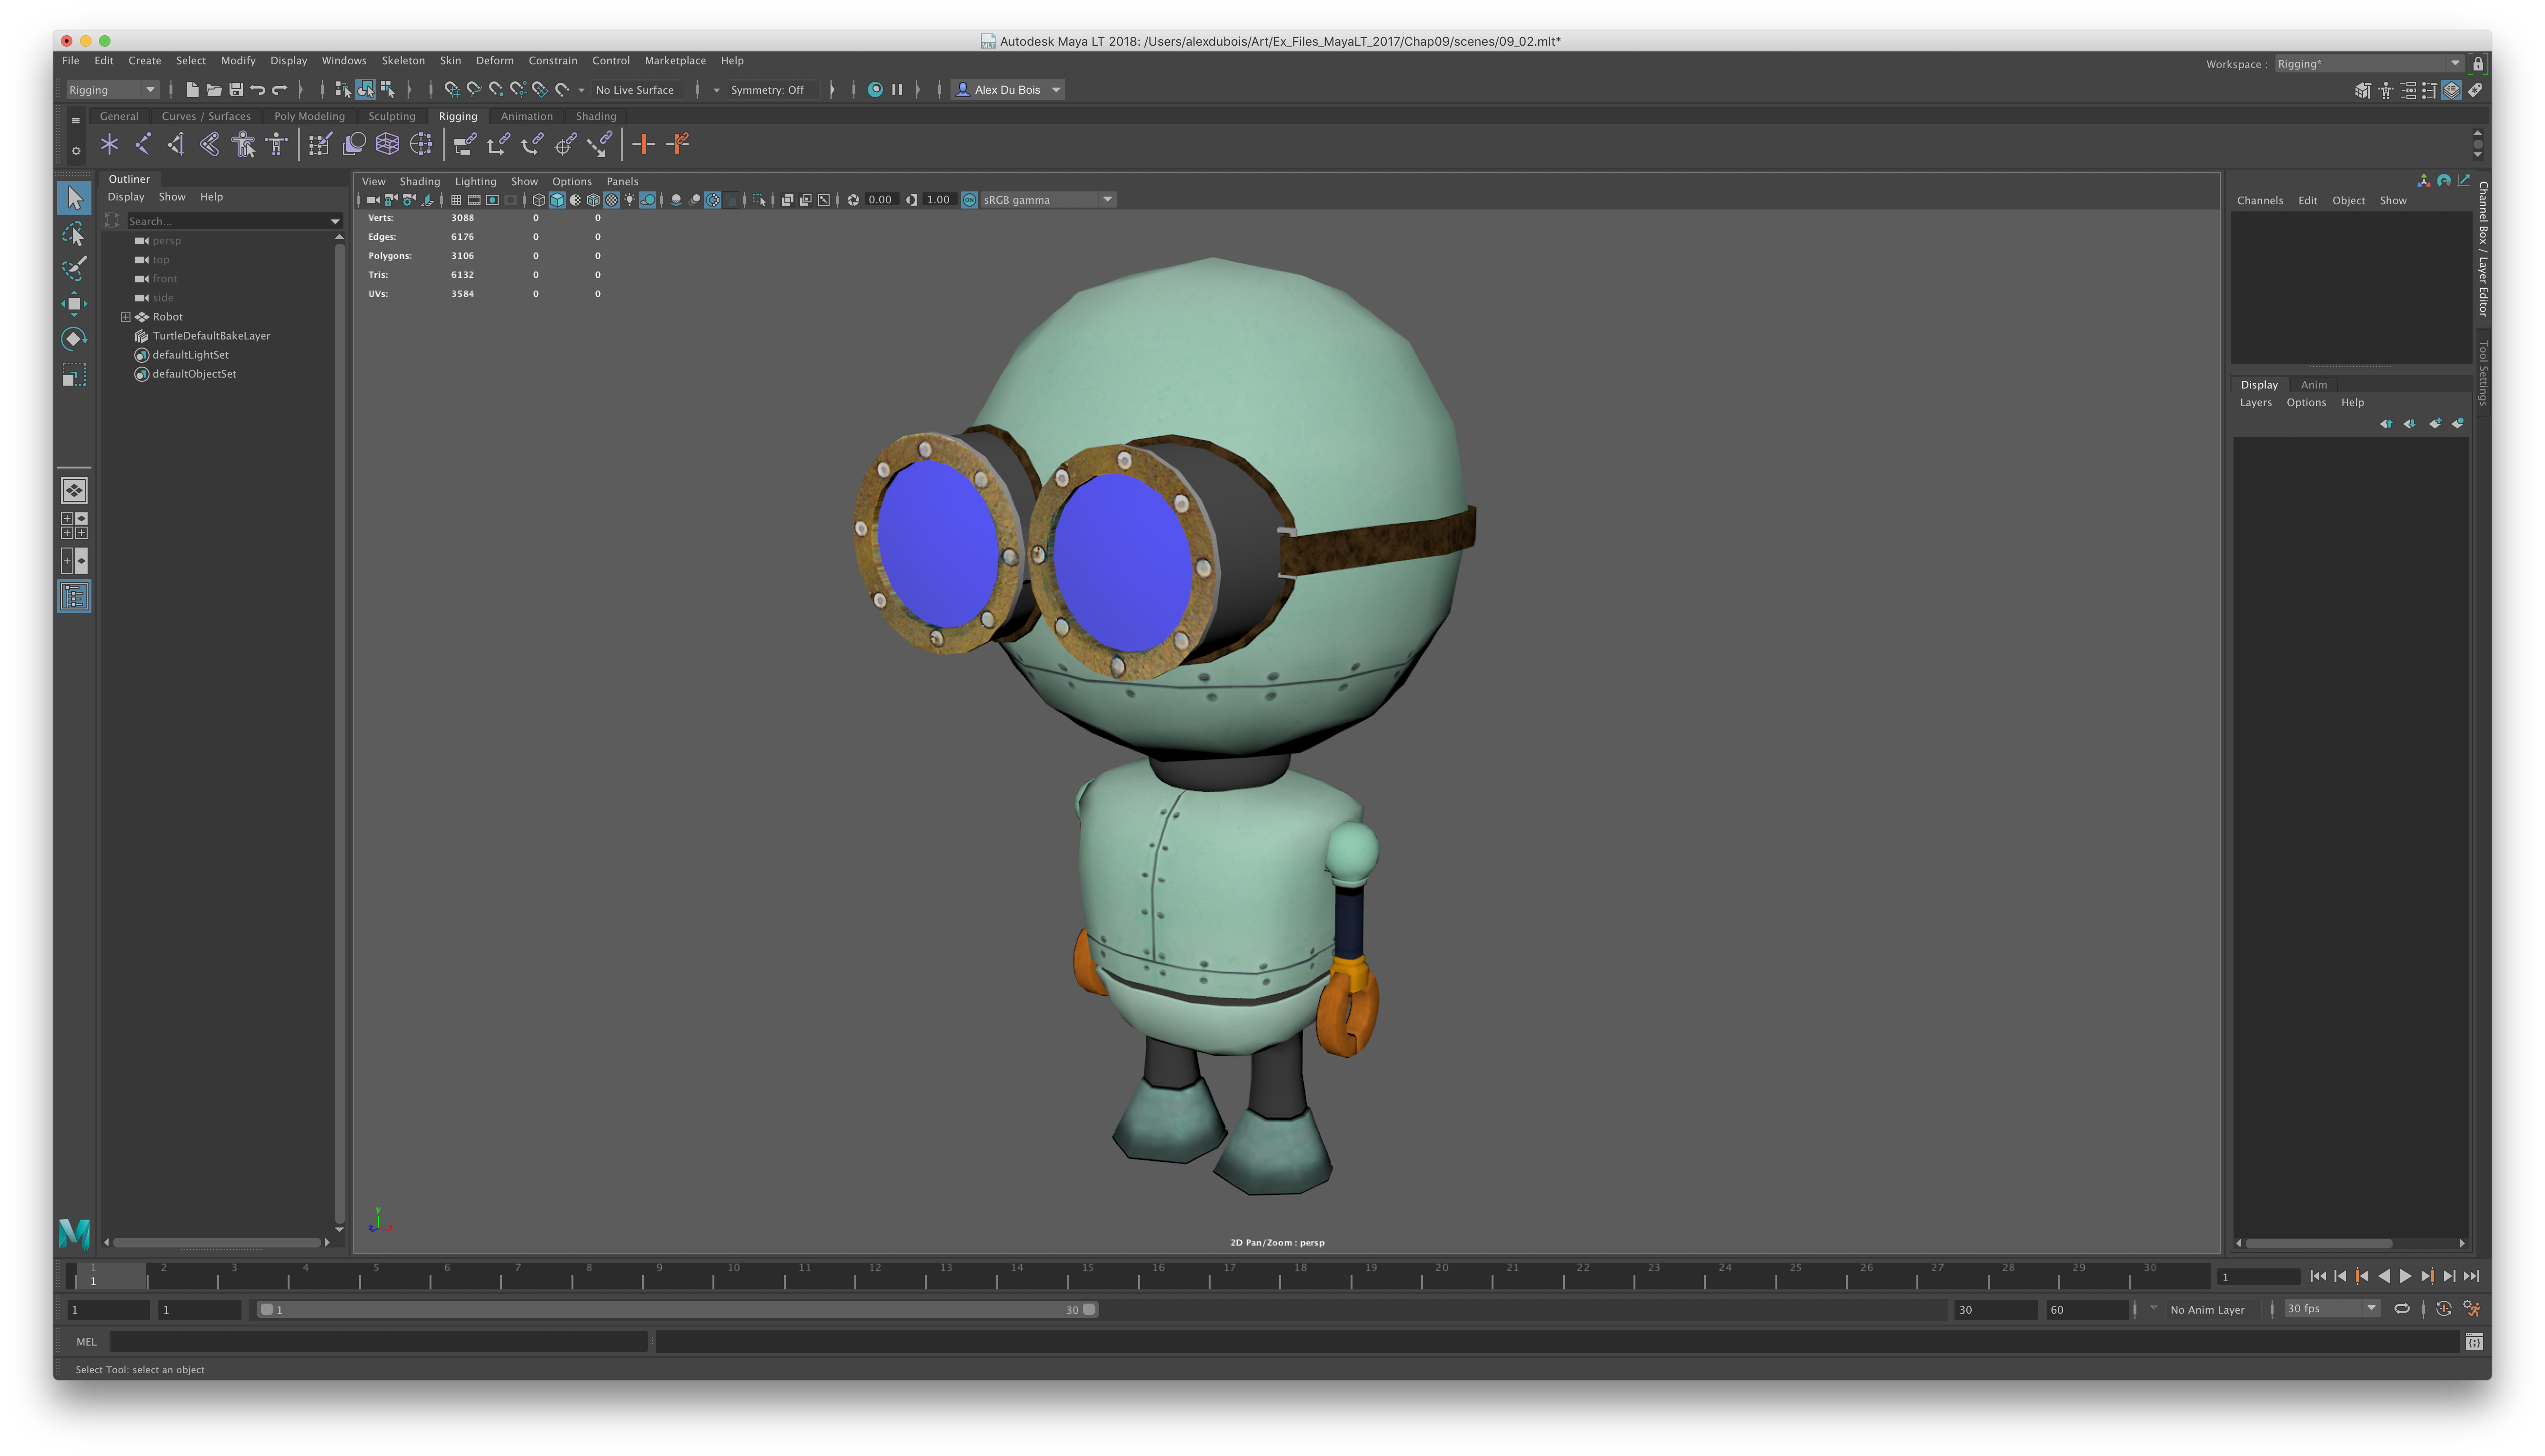 Autodesk Maya LT 2018: /Users/alexdubois/Art/Ex_Files_MayaLT_2017/Chap09/scenes/09_02.mlt*
File Edit Create Select Modify Display Windows Skeleton Skin Deform Constrain Control Marketplace Help
Workspace : Rigging*
Rigging No Live Surface Symmetry: Off Alex Du Bois
General Curves / Surfaces Poly Modeling Sculpting Rigging Animation Shading
Outliner
Display Show Help
Search...
persp
top
front
side
Robot
TurtleDefaultBakeLayer
defaultLightSet
defaultObjectSet
View Shading Lighting Show Options Panels
0.00 1.00 ON sRGB gamma
Verts: 3088 0 0
Edges: 6176 0 0
Polygons: 3106 0 0
Tris: 6132 0 0
UVs: 3584 0 0
y
2D Pan/Zoom : persp
Channels Edit Object Show
Display Anim
Layers Options Help
Channel Box / Layer Editor
Tool Settings
1 2 3 4 5 6 7 8 9 10 11 12 13 14 15 16 17 18 19 20 21 22 23 24 25 26 27 28 29 30
1 1
1 1 1 30 30 60 No Anim Layer 30 fps
MEL
Select Tool: select an object